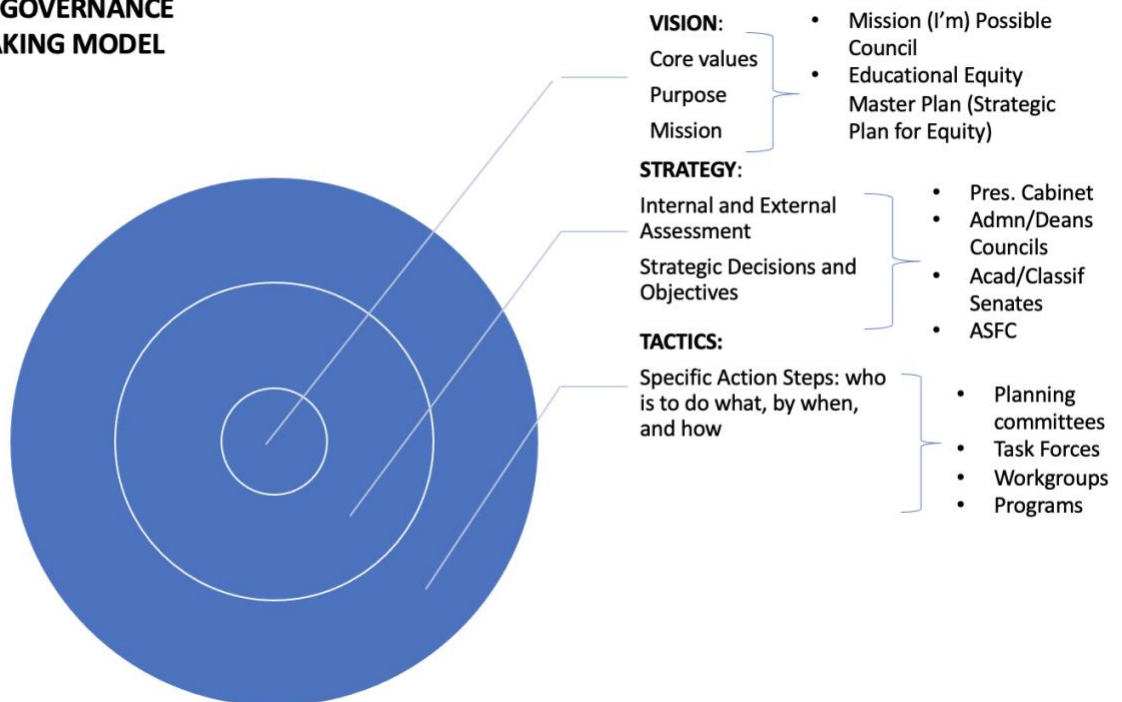 GOVERNANCE
AKING MODEL
VISION:
Core values
Purpose
Mission
• Mission (I'm) Possible
Council
• Educational Equity
Master Plan (Strategic
Plan for Equity)
STRATEGY:
Internal and External
Assessment
Strategic Decisions and
Objectives
• Pres. Cabinet
• Admn/Deans
Councils
• Acad/Classif
Senates
• ASFC
TACTICS:
Specific Action Steps: who
is to do what, by when,
and how
• Planning
committees
• Task Forces
• Workgroups
• Programs